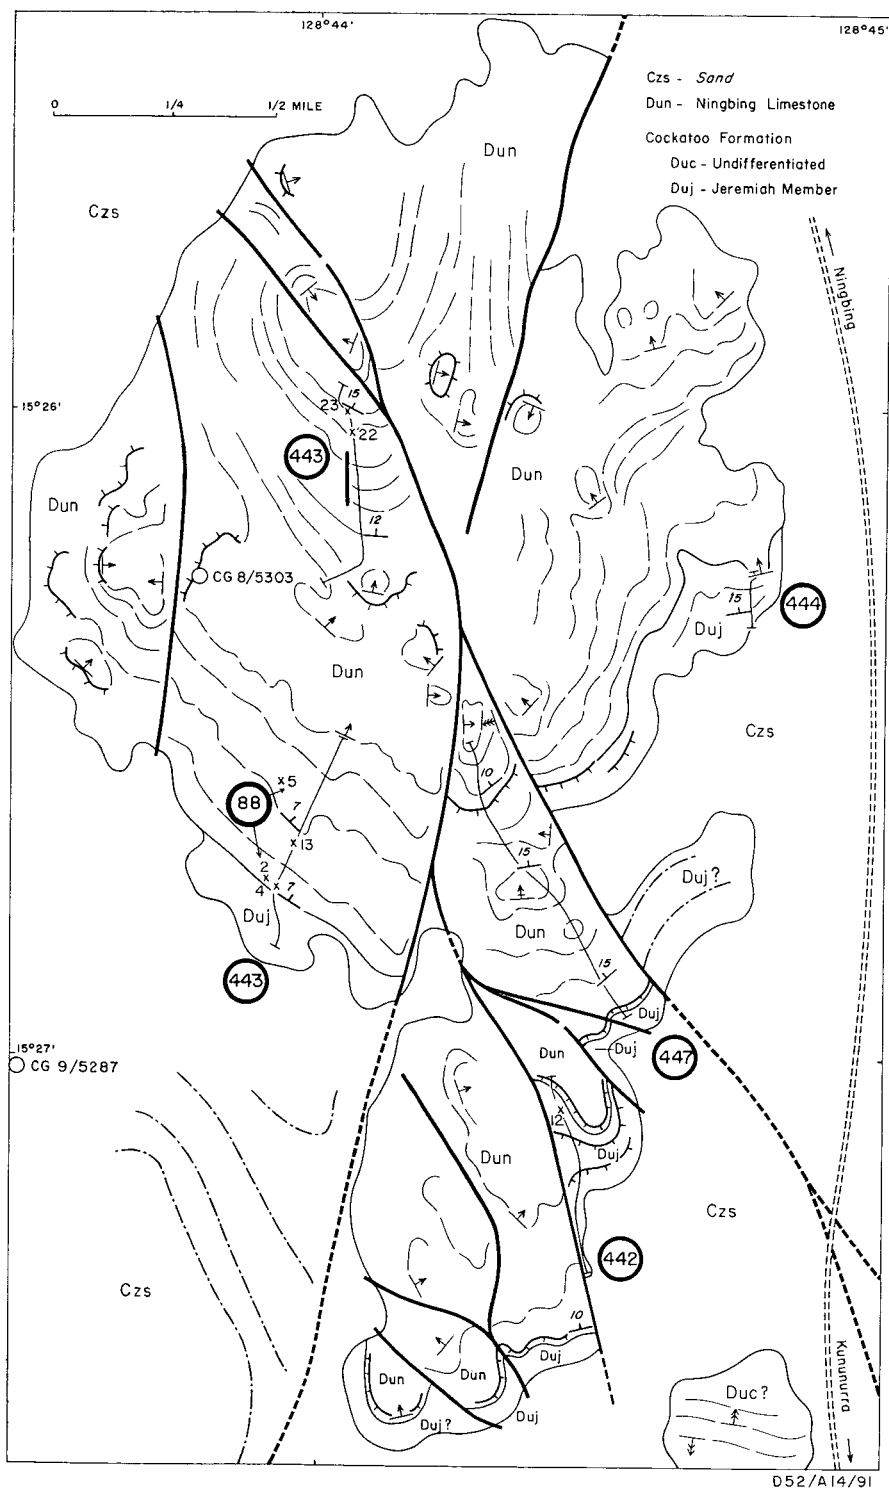 128°44'
128°45'
0 1/4 1/2 MILE
Czs - Sand
Dun - Ningbing Limestone
Cockatoo Formation
Duc - Undifferentiated
Duj - Jeremiah Member
Dun
Czs
Ningbing
15°26'
15
23
22
443
12
Dun
Dun
CG 8/5303
444
15
Duj
Dun
Czs
10
5
88
7
13
2
4
7
15
Duj?
Duj
Dun
443
15
Duj
15°27'
CG 9/5287
Dun
Duj
447
12
Duj
Dun
Czs
442
Czs
10
Duj
Dun
Dun
Duj?
Duj
Duc?
Kununurra
D52/A14/91